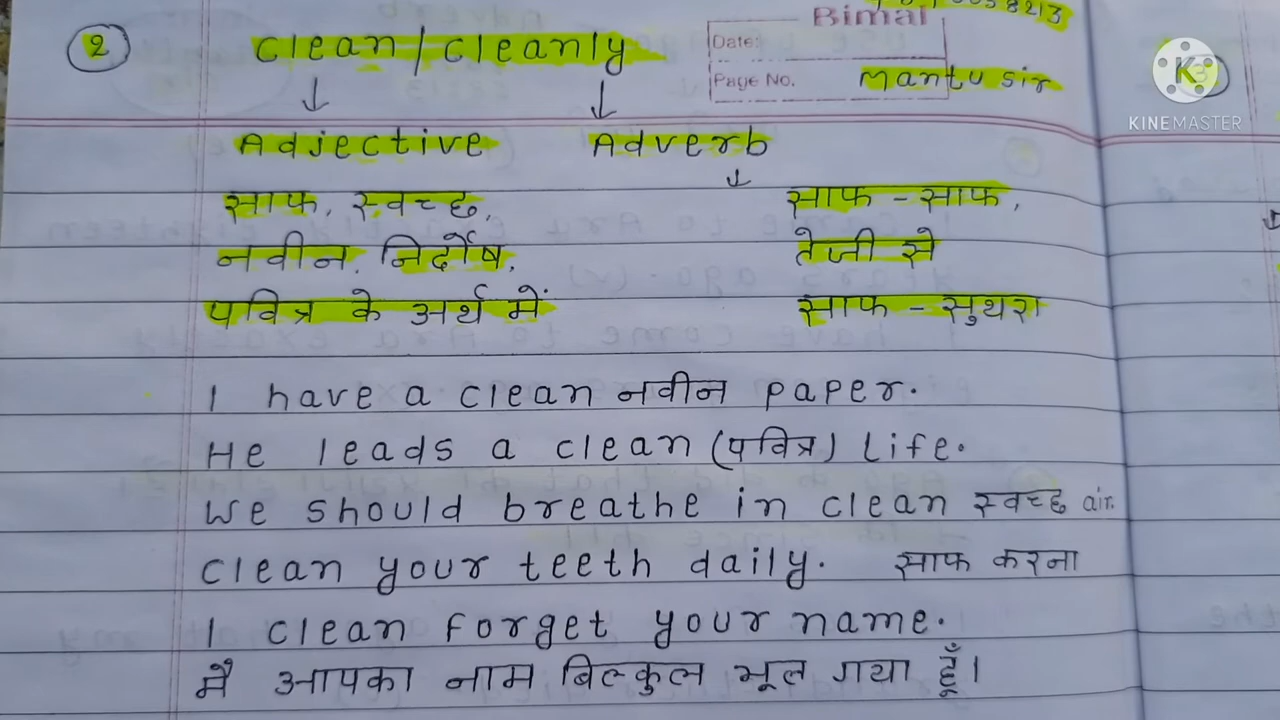 2 Clean/Cleanly
Bimal
Date:
Page No. Mantu sir
KINEMASTER
Adjective Adverb
साफ, स्वच्छ, साफ - साफ,
नवीन, निर्दोष, तेजी से
पवित्र के अर्थ में साफ - सुथरा
I have a clean नवीन paper.
He leads a clean (पवित्र) Life.
We should breathe in clean स्वच्छ air.
Clean your teeth daily. साफ करना
I clean forget your name.
मै आपका नाम बिल्कुल भूल गया हूँ।